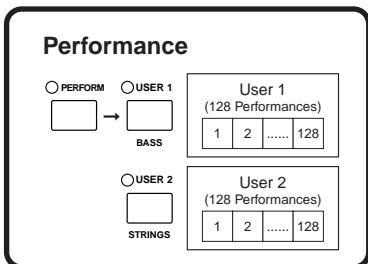 Performance
PERFORM USER 1
BASS
User 1
(128 Performances)
1 2 ...... 128
USER 2
STRINGS
User 2
(128 Performances)
1 2 ...... 128